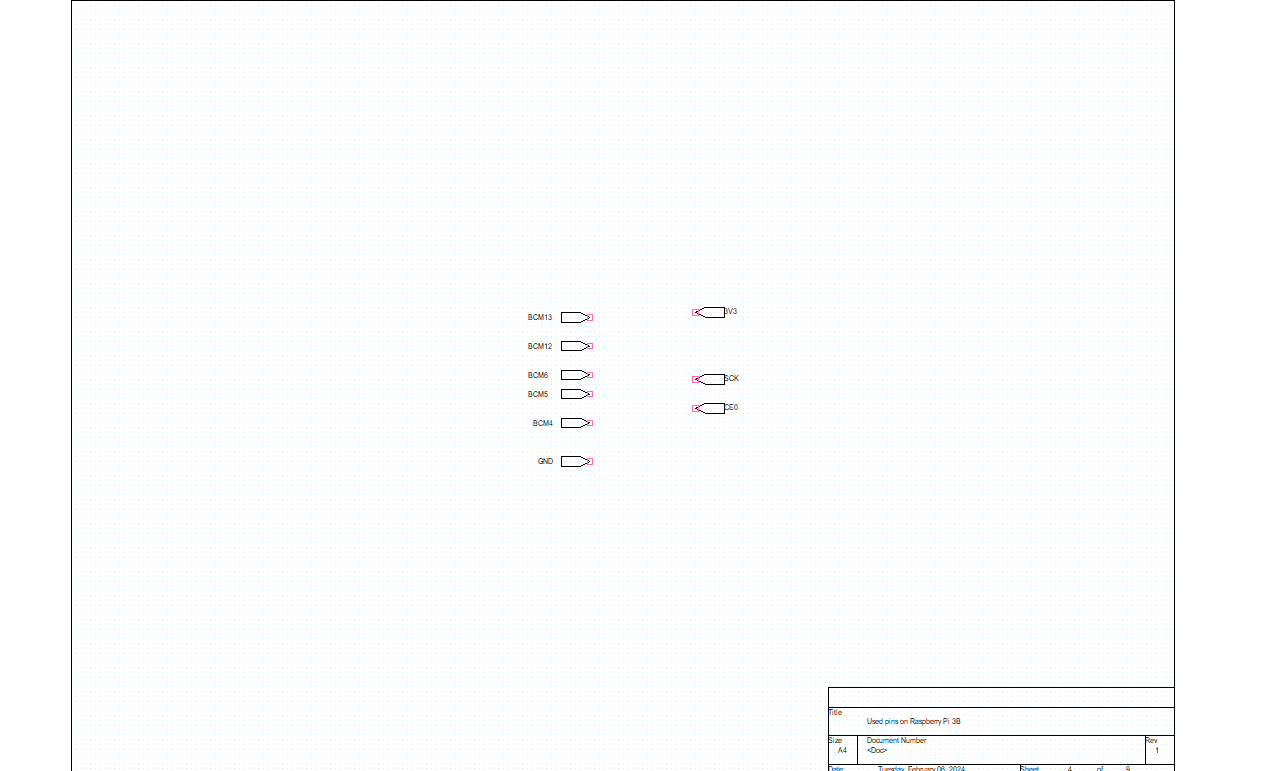 BCM13
3V3
BCM12
BCM6
SCK
BCM5
CE0
BCM4
GND
Title
Used pins on Raspberry Pi 3B
Size
Document Number
Rev
A4
<Doc>
1
Date:
Tuesday, February 06, 2024
Sheet
4
of
9